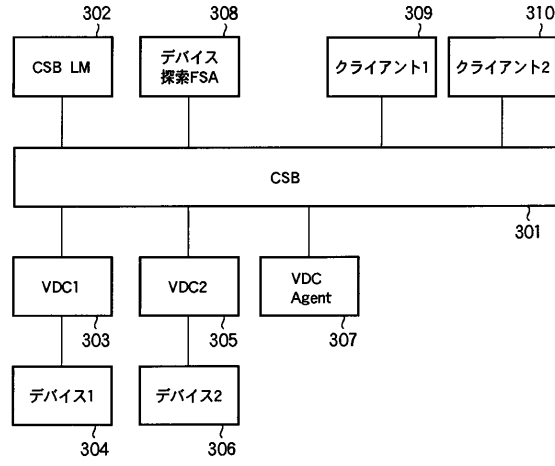 302
308
309
310
CSB LM
デバイス
探索FSA
クライアント1
クライアント2
CSB
301
VDC1
VDC2
VDC
Agent
303
305
307
デバイス1
デバイス2
304
306